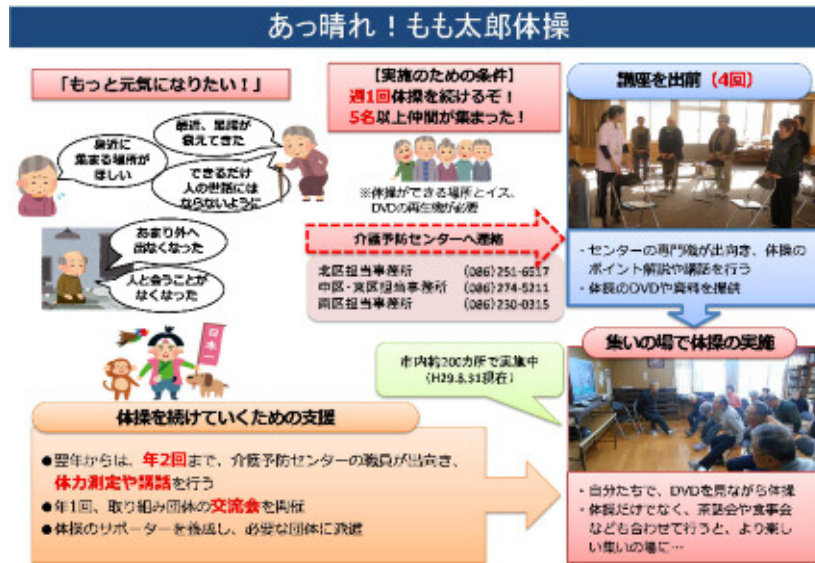 あっ晴れ！もも太郎体操
「もっと元気になりたい！」
身近に
集まる場所が
ほしい
最近、足腰が
衰えてきた
できるだけ
人の世話には
ならないように
あまり外へ
出なくなった
人と会うことが
なくなった
【実施のための条件】
週1回体操を続けるぞ！
5名以上仲間が集まった！
※体操ができる場所とイス、
DVDの再生機が必要
介護予防センターへ連絡
北区担当事務所 (086)251-6517
中区・東区担当事務所 (086)274-5211
南区担当事務所 (086)230-0315
講座を出前（4回）
・センターの専門職が出向き、体操の
ポイント解説や講話を行う
・体操のDVDや資料を提供
集いの場で体操の実施
・自分たちで、DVDを見ながら体操
・体操だけでなく、茶話会や食事会
なども合わせて行うと、より楽し
い集いの場に…
市内約200カ所で実施中
（H29.3.31現在）
日本一
体操を続けていくための支援
●翌年からは、年2回まで、介護予防センターの職員が出向き、
体力測定や講話を行う
●年1回、取り組み団体の交流会を開催
●体操のサポーターを養成し、必要な団体に派遣